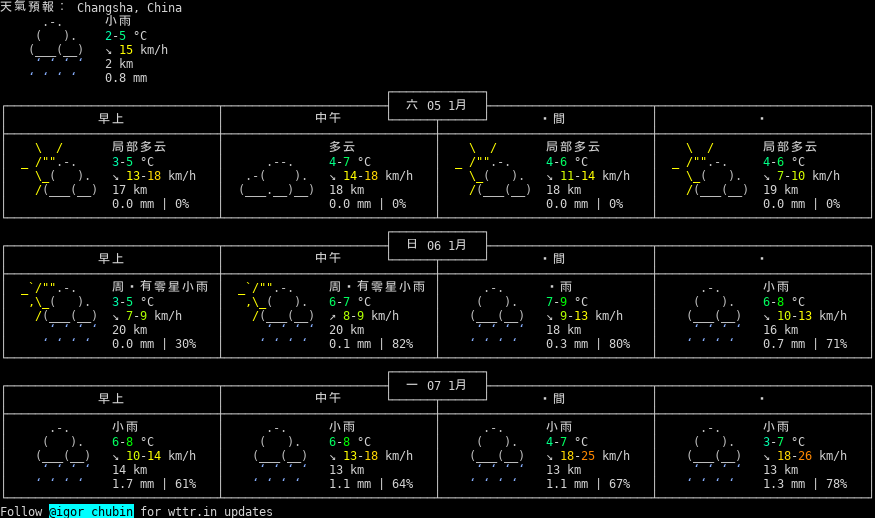 天氣預報： Changsha, China
小雨
2-5 °C
↘ 15 km/h
2 km
0.8 mm
六 05 1月
早上 中午 ・間 ・
局部多云 多云 局部多云 局部多云
3-5 °C 4-7 °C 4-6 °C 4-6 °C
↘ 13-18 km/h ↘ 14-18 km/h ↘ 11-14 km/h ↘ 7-10 km/h
17 km 18 km 18 km 19 km
0.0 mm | 0% 0.0 mm | 0% 0.0 mm | 0% 0.0 mm | 0%
日 06 1月
早上 中午 ・間 ・
周・有零星小雨 周・有零星小雨 ・雨 小雨
3-5 °C 6-7 °C 7-9 °C 6-8 °C
↘ 7-9 km/h ↗ 8-9 km/h ↘ 9-13 km/h ↘ 10-13 km/h
20 km 20 km 18 km 16 km
0.0 mm | 30% 0.1 mm | 82% 0.3 mm | 80% 0.7 mm | 71%
一 07 1月
早上 中午 ・間 ・
小雨 小雨 小雨 小雨
6-8 °C 6-8 °C 4-7 °C 3-7 °C
↘ 10-14 km/h ↘ 13-18 km/h ↘ 18-25 km/h ↘ 18-26 km/h
14 km 13 km 13 km 13 km
1.7 mm | 61% 1.1 mm | 64% 1.1 mm | 67% 1.3 mm | 78%
Follow @igor_chubin for wttr.in updates